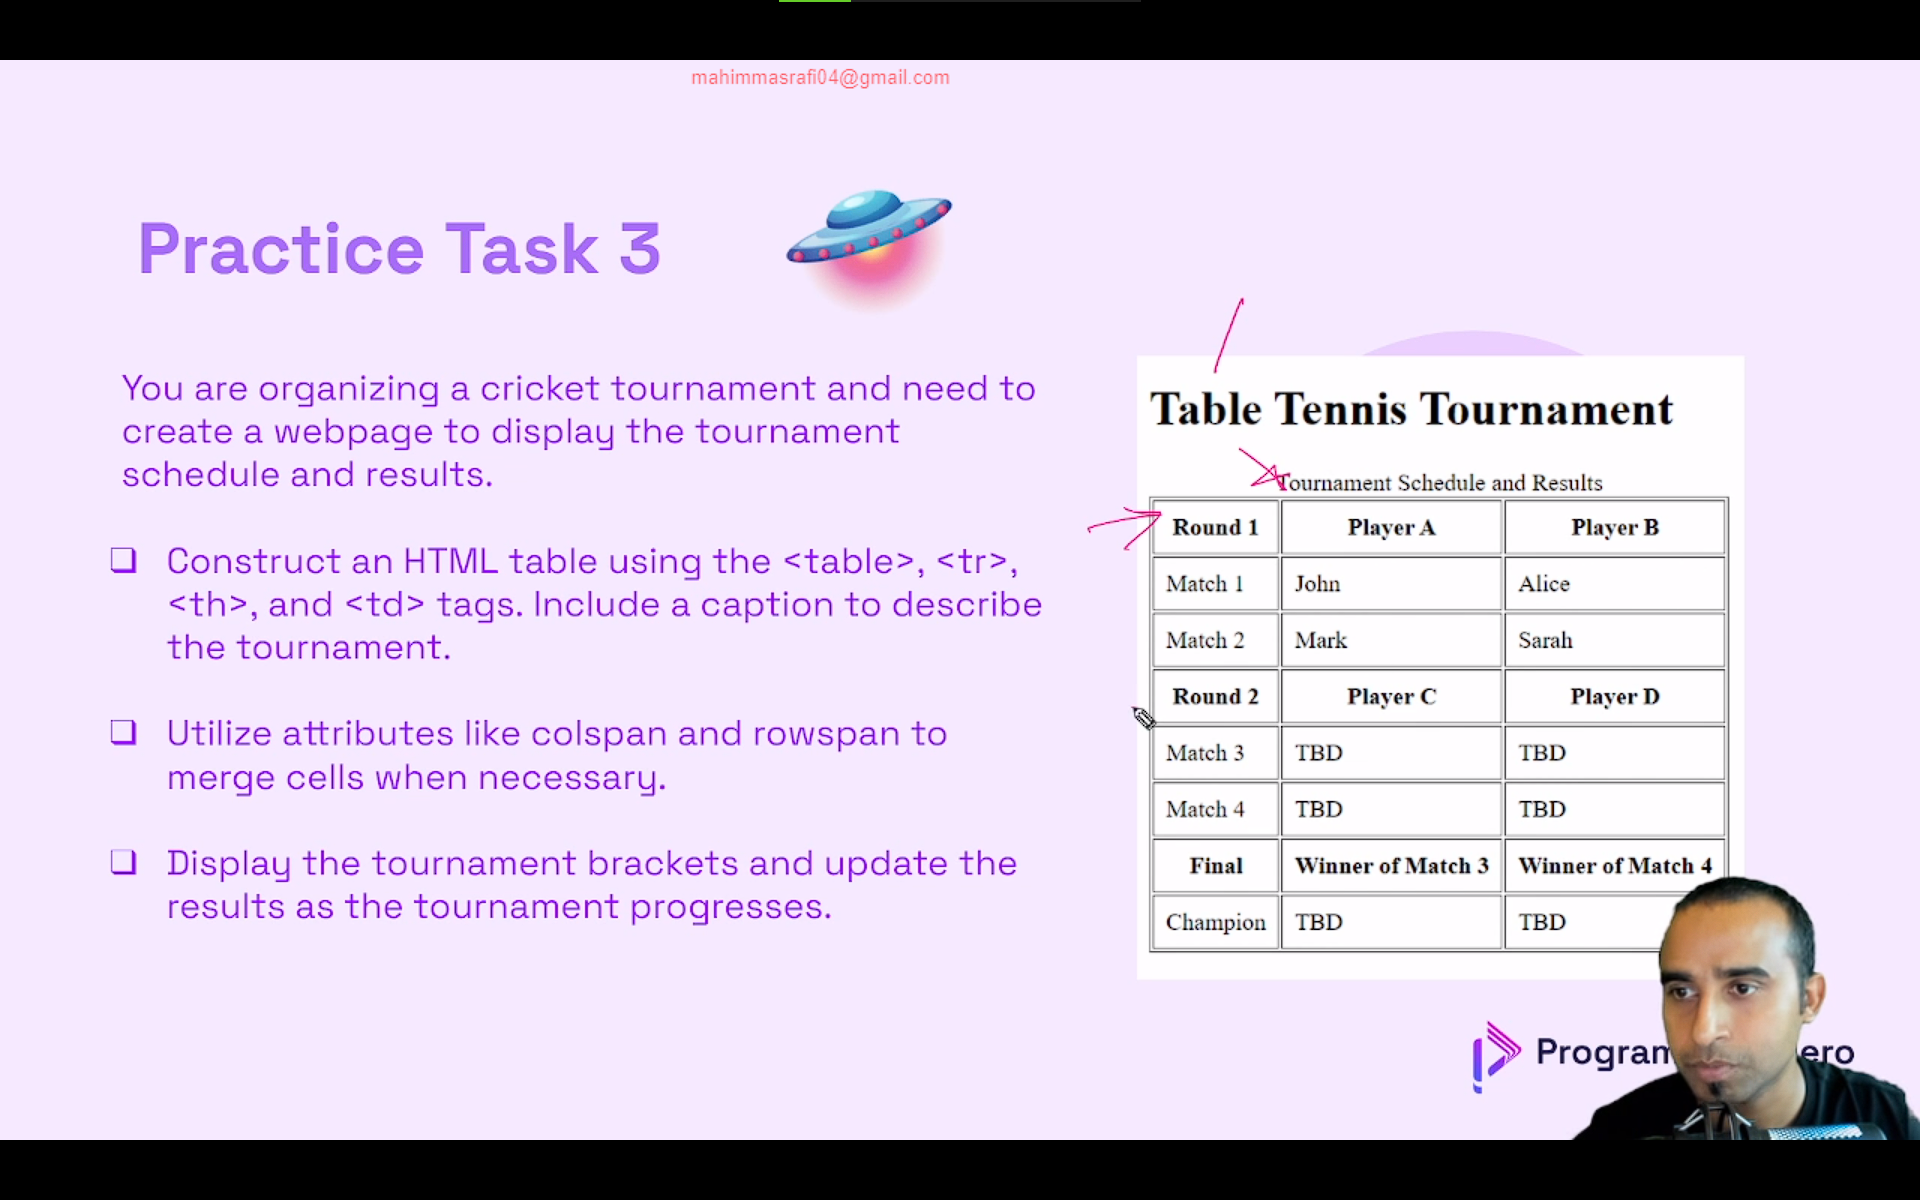 mahimmasrafi04@gmail.com
Practice Task 3
You are organizing a cricket tournament and need to
create a webpage to display the tournament
schedule and results.
❏ Construct an HTML table using the <table>, <tr>,
<th>, and <td> tags. Include a caption to describe
the tournament.
❏ Utilize attributes like colspan and rowspan to
merge cells when necessary.
❏ Display the tournament brackets and update the
results as the tournament progresses.
Table Tennis Tournament
Tournament Schedule and Results
Round 1 Player A Player B
Match 1 John Alice
Match 2 Mark Sarah
Round 2 Player C Player D
Match 3 TBD TBD
Match 4 TBD TBD
Final Winner of Match 3 Winner of Match 4
Champion TBD TBD